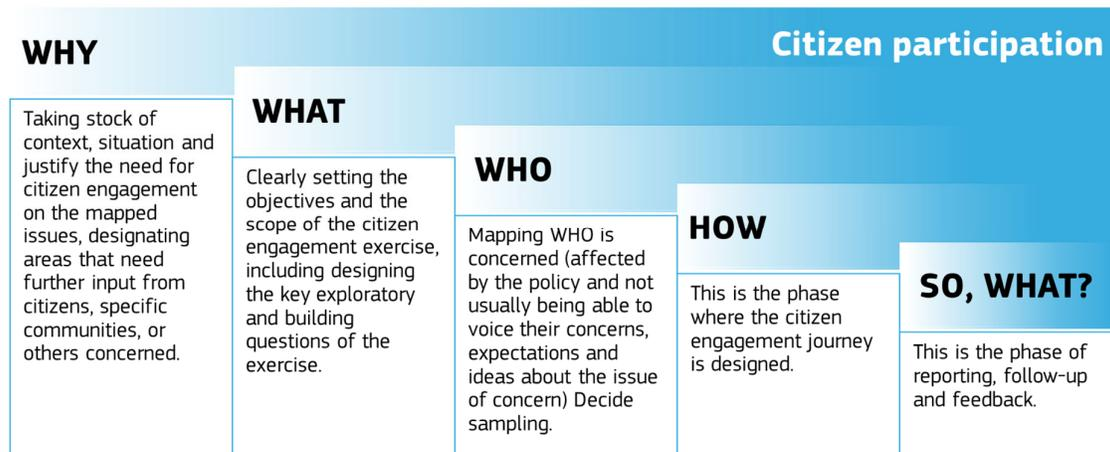 Citizen participation
WHY
Taking stock of
context, situation and
justify the need for
citizen engagement
on the mapped
issues, designating
areas that need
further input from
citizens, specific
communities, or
others concerned.
WHAT
Clearly setting the
objectives and the
scope of the citizen
engagement exercise,
including designing
the key exploratory
and building
questions of the
exercise.
WHO
Mapping WHO is
concerned (affected
by the policy and not
usually being able to
voice their concerns,
expectations and
ideas about the issue
of concern) Decide
sampling.
HOW
This is the phase
where the citizen
engagement journey
is designed.
SO, WHAT?
This is the phase of
reporting, follow-up
and feedback.